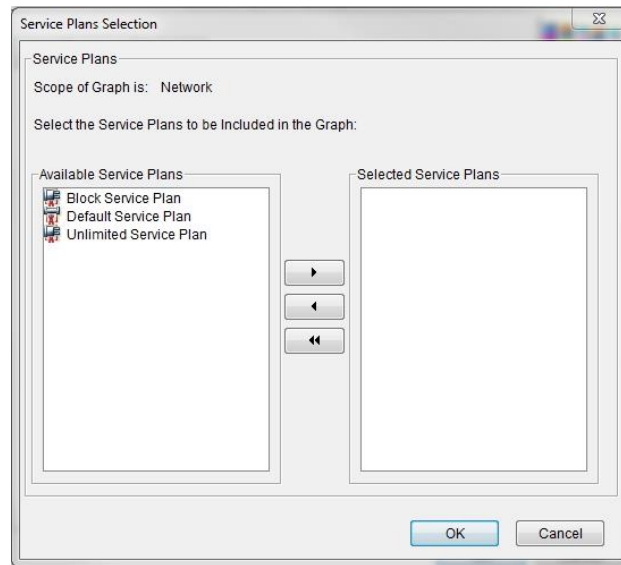 Service Plans Selection
Service Plans
Scope of Graph is: Network
Select the Service Plans to be Included in the Graph:
Available Service Plans
Block Service Plan
Default Service Plan
Unlimited Service Plan
Selected Service Plans
OK
Cancel